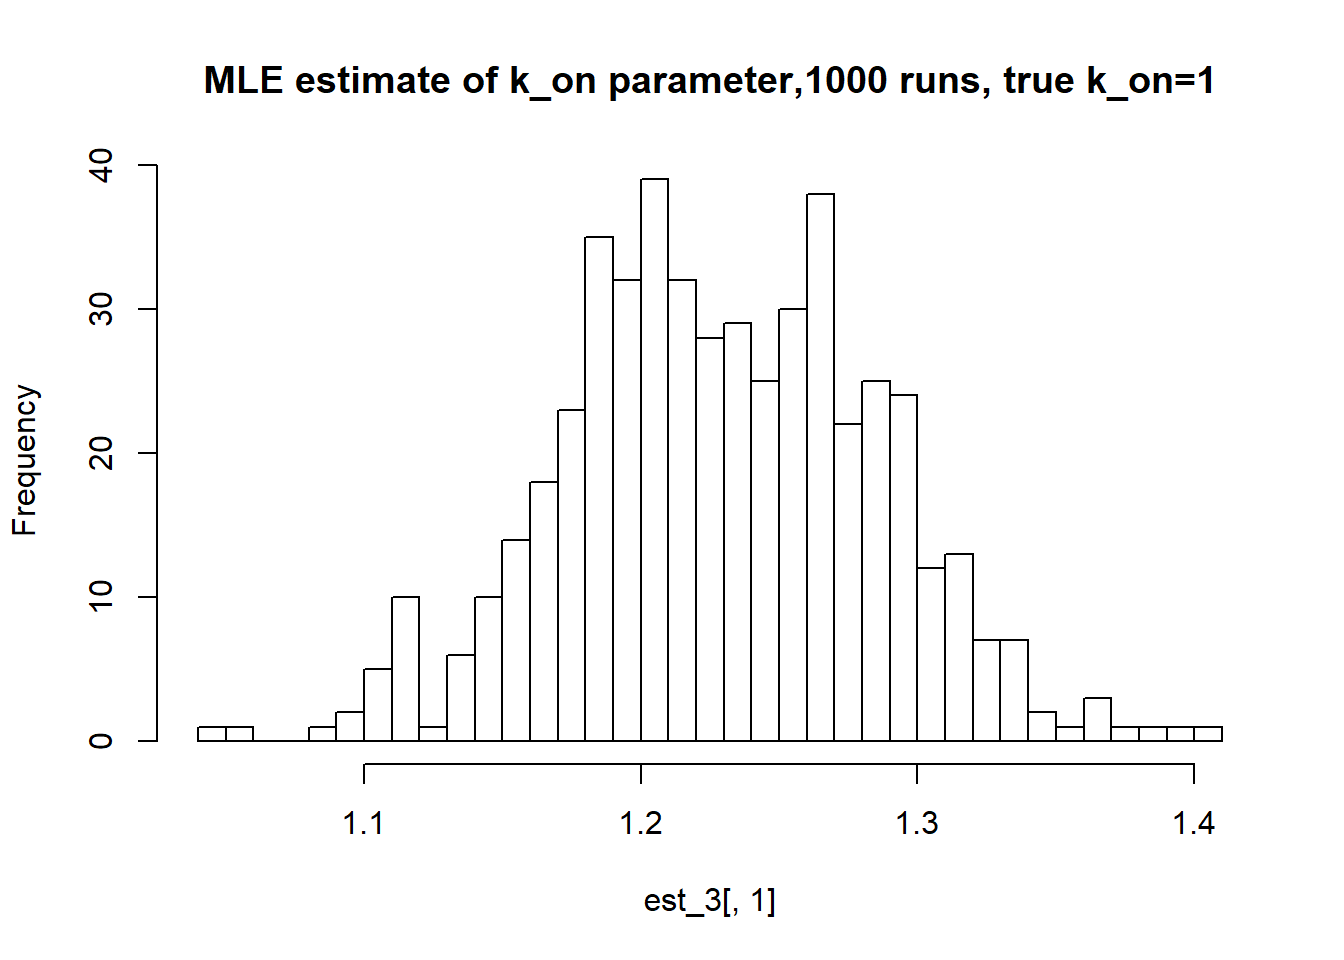 MLE estimate of k_on parameter,1000 runs, true k_on=1
Frequency
40
30
20
10
0
1.1 1.2 1.3 1.4
est_3[, 1]